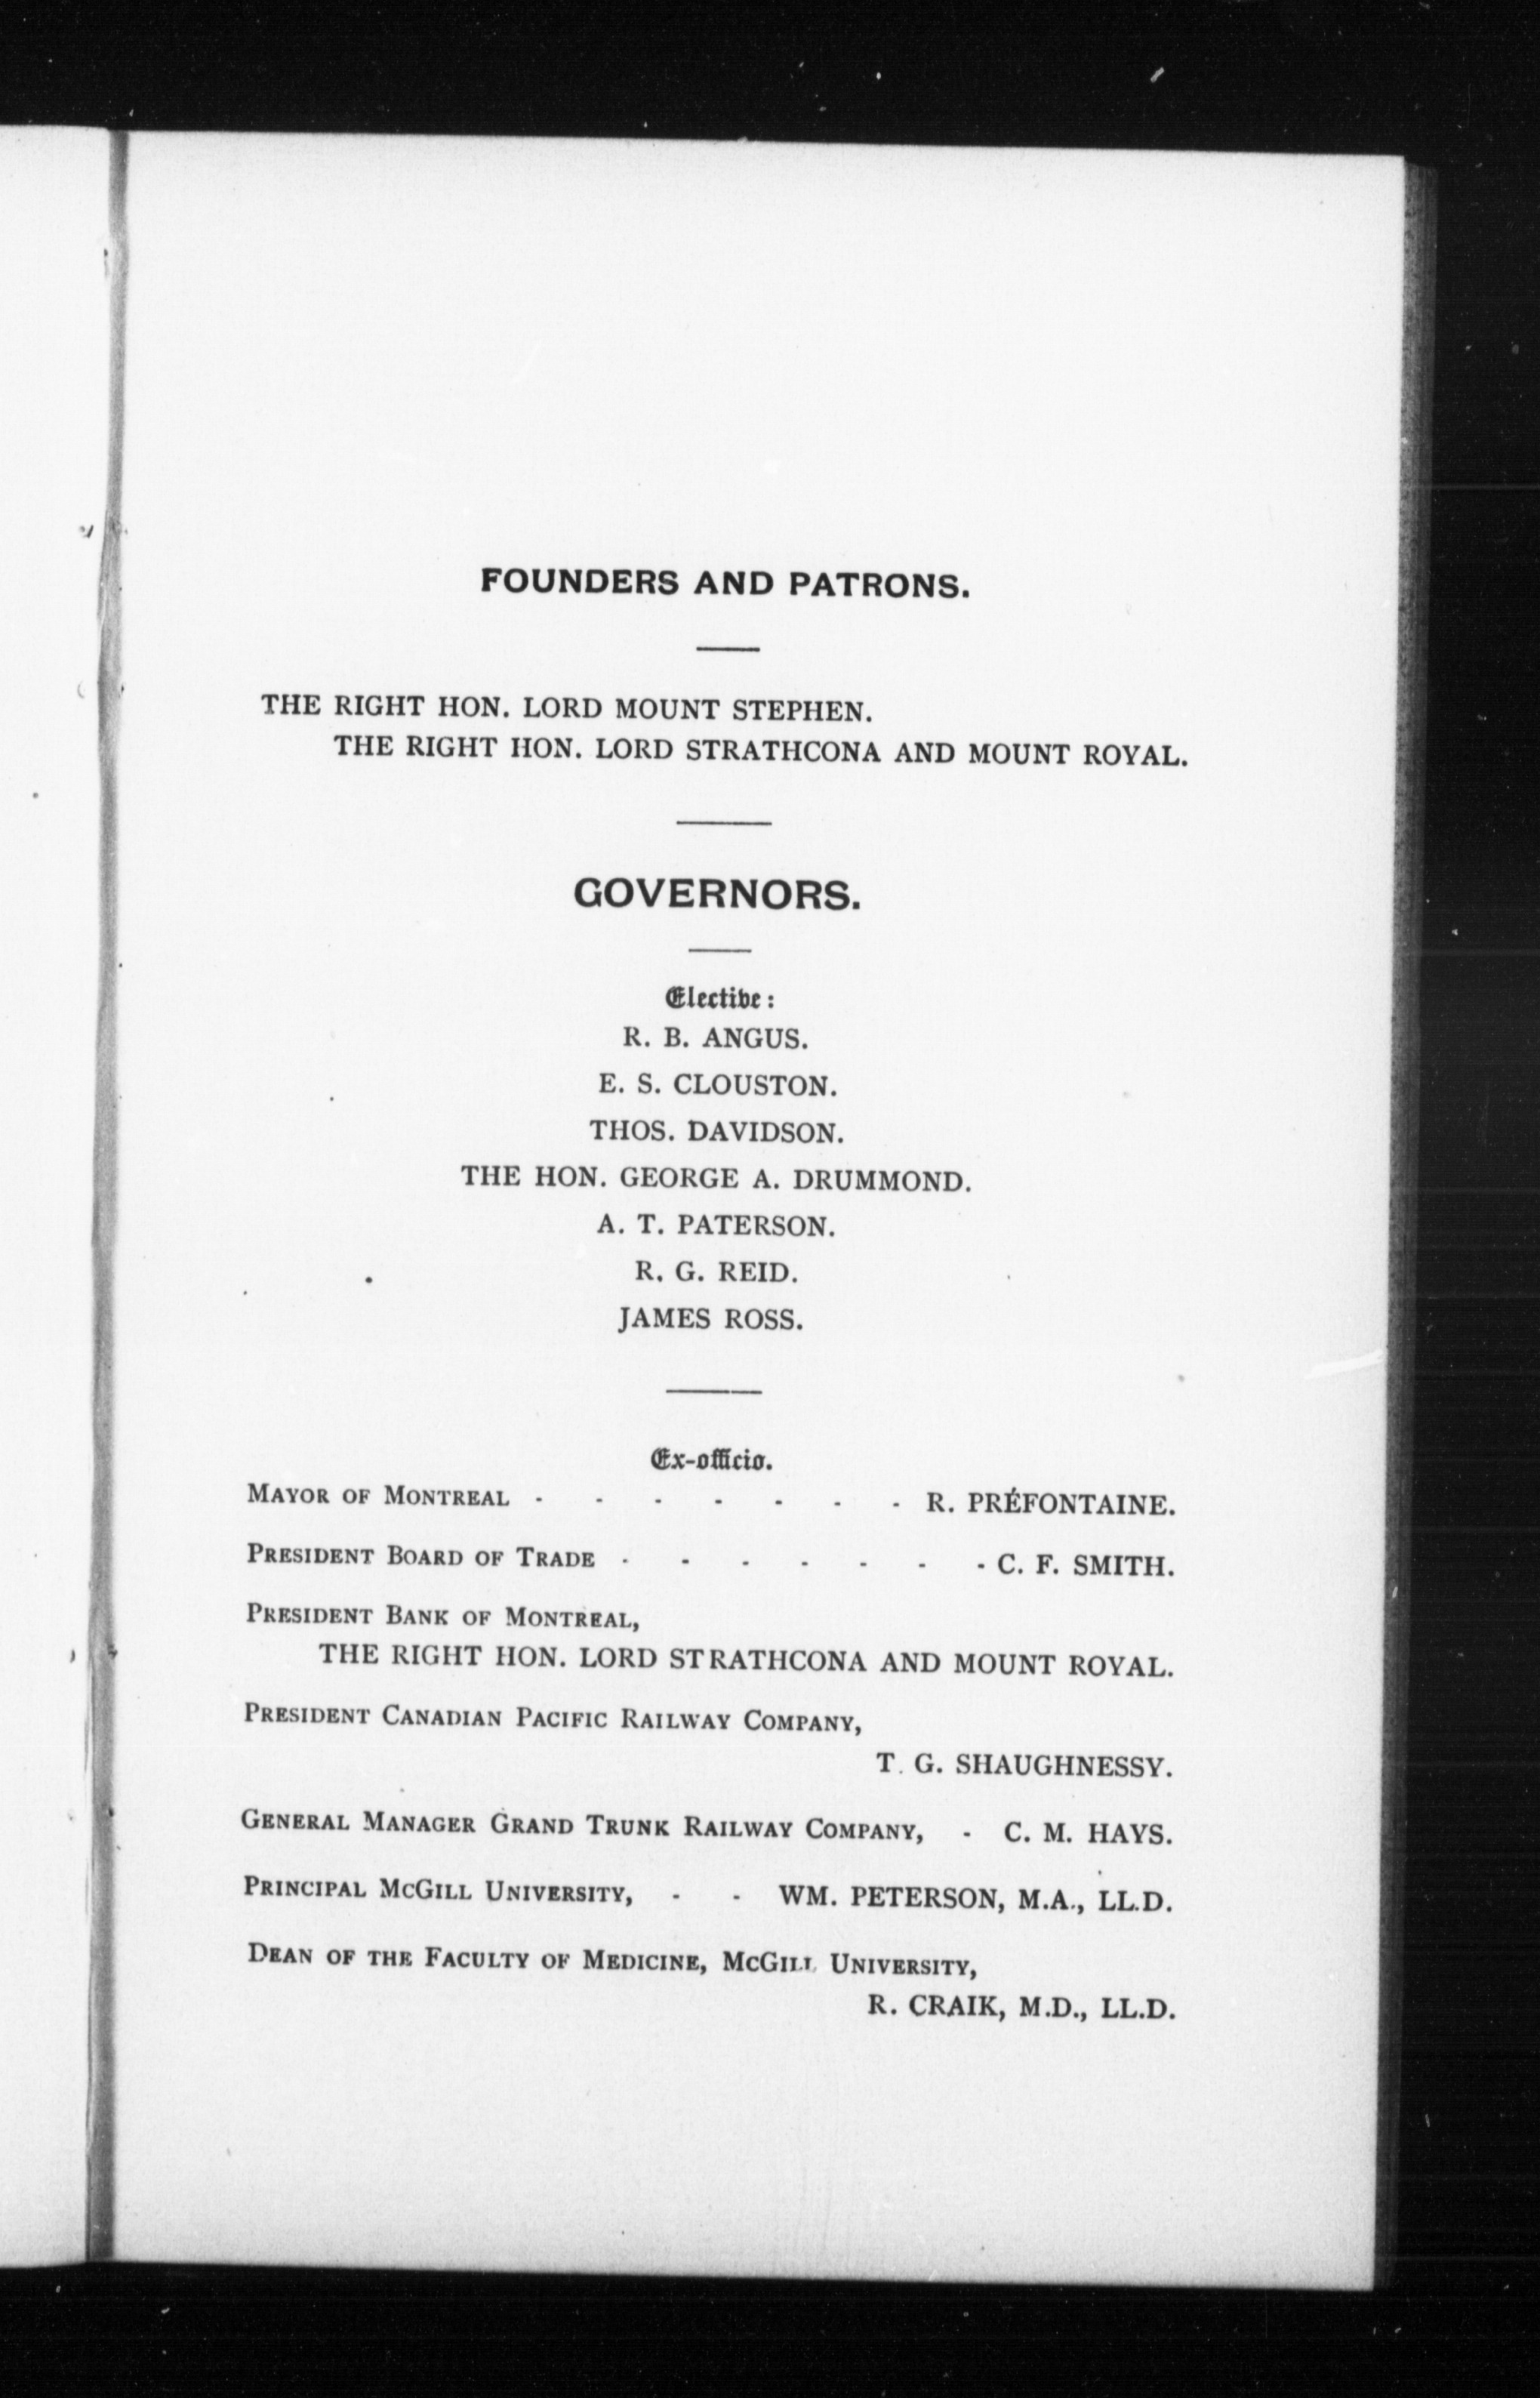 FOUNDERS AND PATRONS.
THE RIGHT HON. LORD MOUNT STEPHEN.
THE RIGHT HON. LORD STRATHCONA AND MOUNT ROYAL.
GOVERNORS.
Elective:
R. B. ANGUS.
E. S. CLOUSTON.
THOS. DAVIDSON.
THE HON. GEORGE A. DRUMMOND.
A. T. PATERSON.
R. G. REID.
JAMES ROSS.
Ex-officio.
MAYOR OF MONTREAL - - - - - - - R. PRÉFONTAINE.
PRESIDENT BOARD OF TRADE - - - - - - - C. F. SMITH.
PRESIDENT BANK OF MONTREAL,
THE RIGHT HON. LORD STRATHCONA AND MOUNT ROYAL.
PRESIDENT CANADIAN PACIFIC RAILWAY COMPANY,
T. G. SHAUGHNESSY.
GENERAL MANAGER GRAND TRUNK RAILWAY COMPANY, - C. M. HAYS.
PRINCIPAL MCGILL UNIVERSITY, - - WM. PETERSON, M.A., LL.D.
DEAN OF THE FACULTY OF MEDICINE, MCGILL UNIVERSITY,
R. CRAIK, M.D., LL.D.